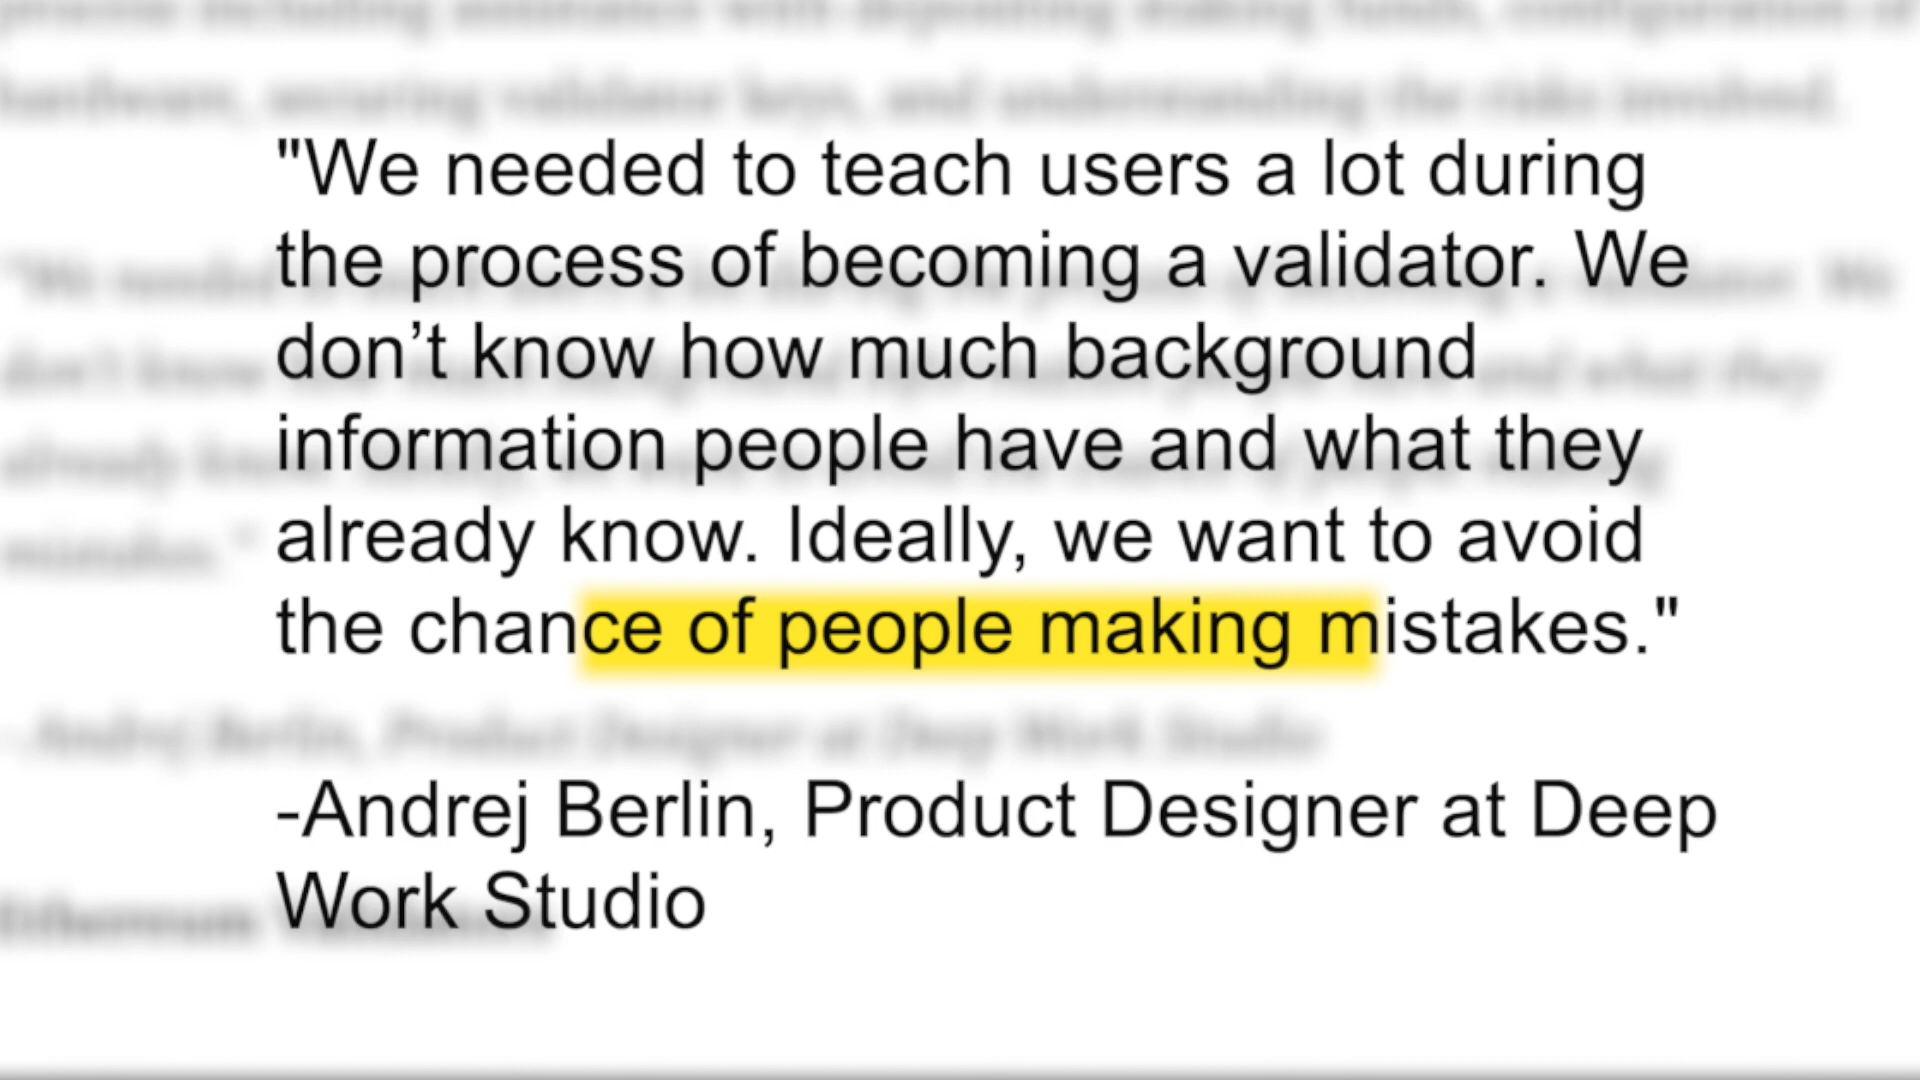 "We needed to teach users a lot during
the process of becoming a validator. We
don’t know how much background
information people have and what they
already know. Ideally, we want to avoid
the chance of people making mistakes."
-Andrej Berlin, Product Designer at Deep
Work Studio